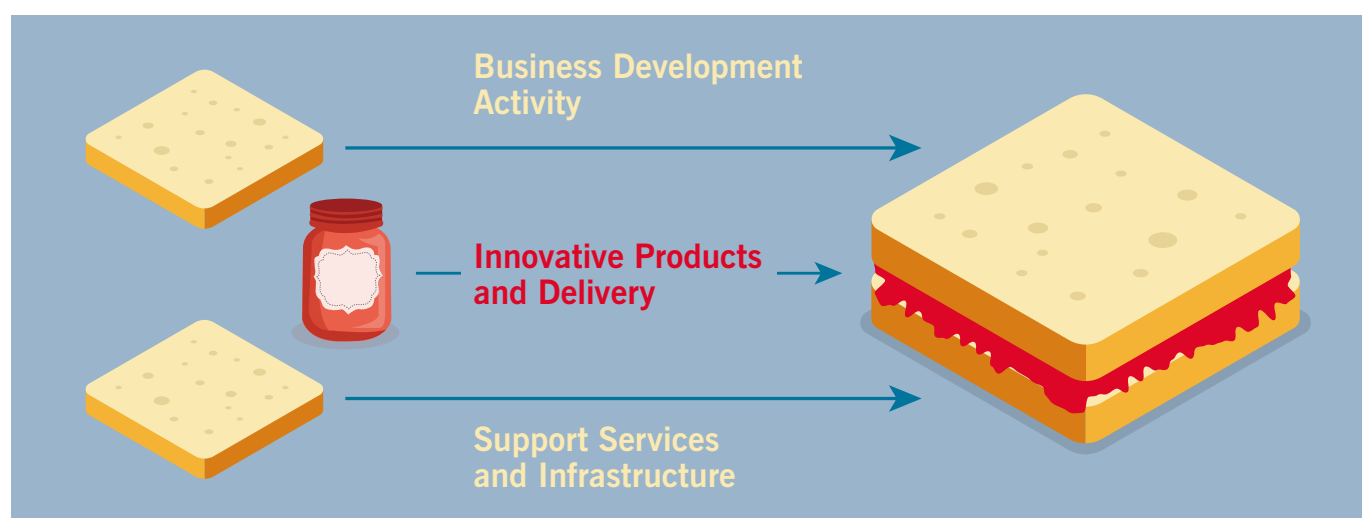 Business Development
Activity
Innovative Products
and Delivery
Support Services
and Infrastructure